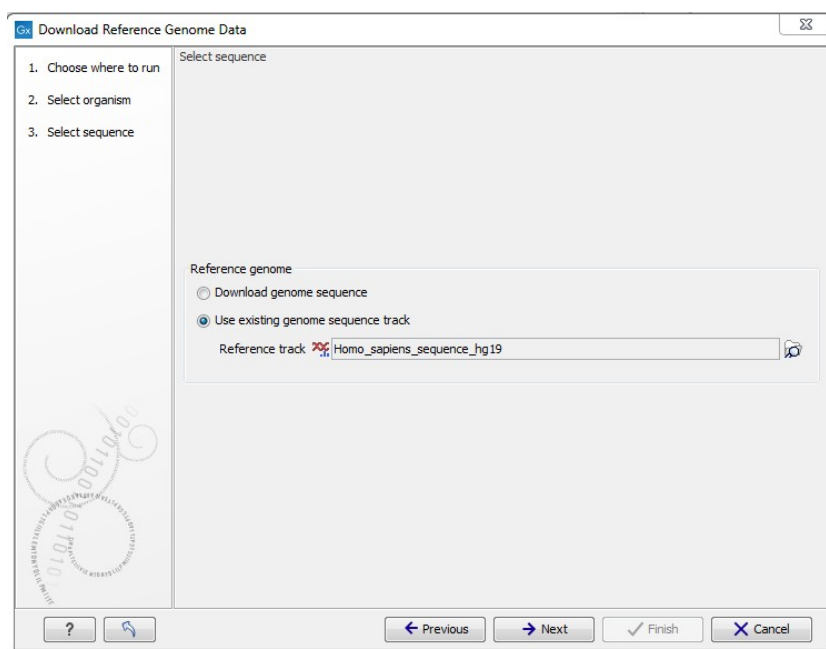 Gx Download Reference Genome Data
1. Choose where to run
2. Select organism
3. Select sequence
Select sequence
Reference genome
Download genome sequence
Use existing genome sequence track
Reference track Homo_sapiens_sequence_hg19
? Previous Next Finish Cancel